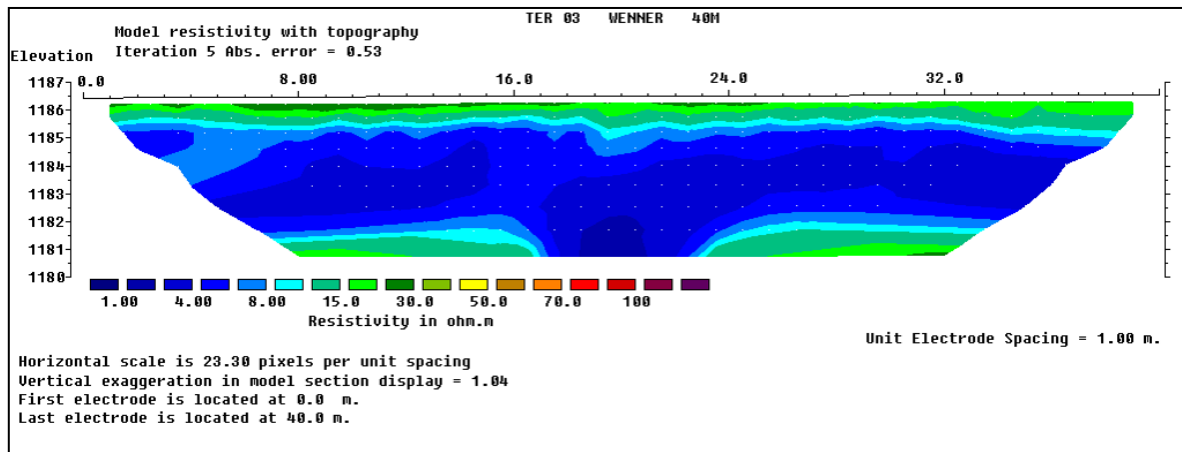 TER 03 WENNER 40M
Model resistivity with topography
Iteration 5 Abs. error = 0.53
Elevation
0.0 8.00 16.0 24.0 32.0
1187
1186
1185
1184
1183
1182
1181
1180
1.00 4.00 8.00 15.0 30.0 50.0 70.0 100
Resistivity in ohm.m
Unit Electrode Spacing = 1.00 m.
Horizontal scale is 23.30 pixels per unit spacing
Vertical exaggeration in model section display = 1.04
First electrode is located at 0.0 m.
Last electrode is located at 40.0 m.